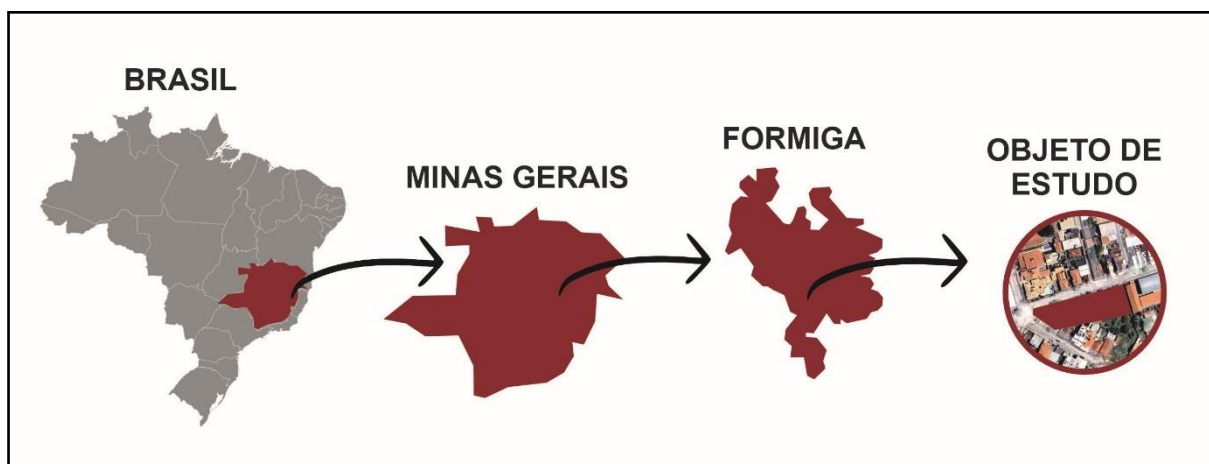 BRASIL
MINAS GERAIS
FORMIGA
OBJETO DE
ESTUDO